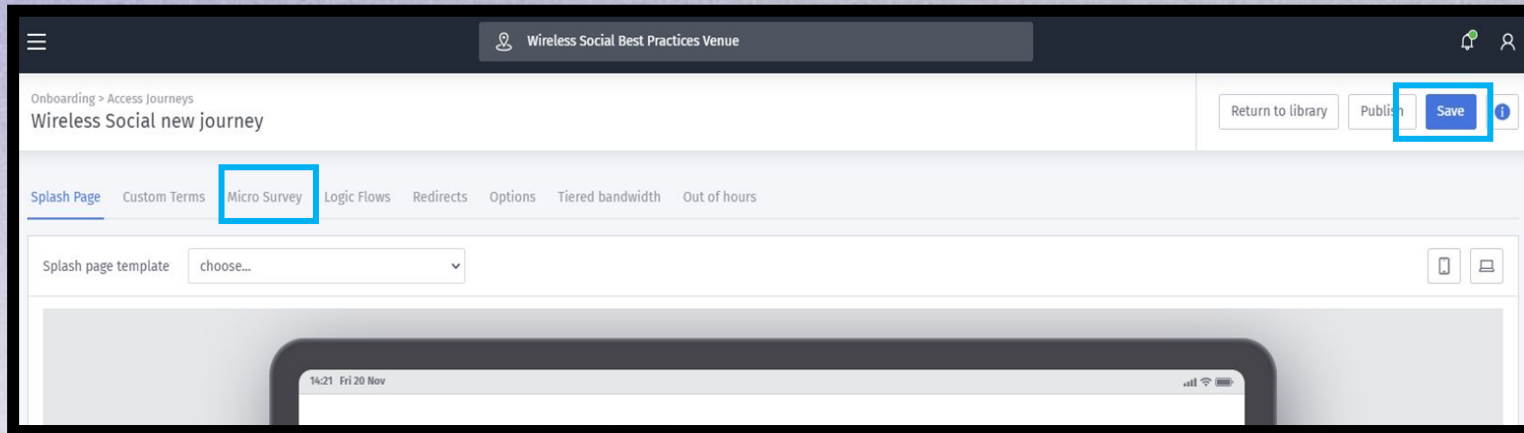 Wireless Social Best Practices Venue
Onboarding > Access Journeys
Wireless Social new journey
Return to library Publish Save
Splash Page Custom Terms Micro Survey Logic Flows Redirects Options Tiered bandwidth Out of hours
Splash page template choose...
14:21 Fri 20 Nov